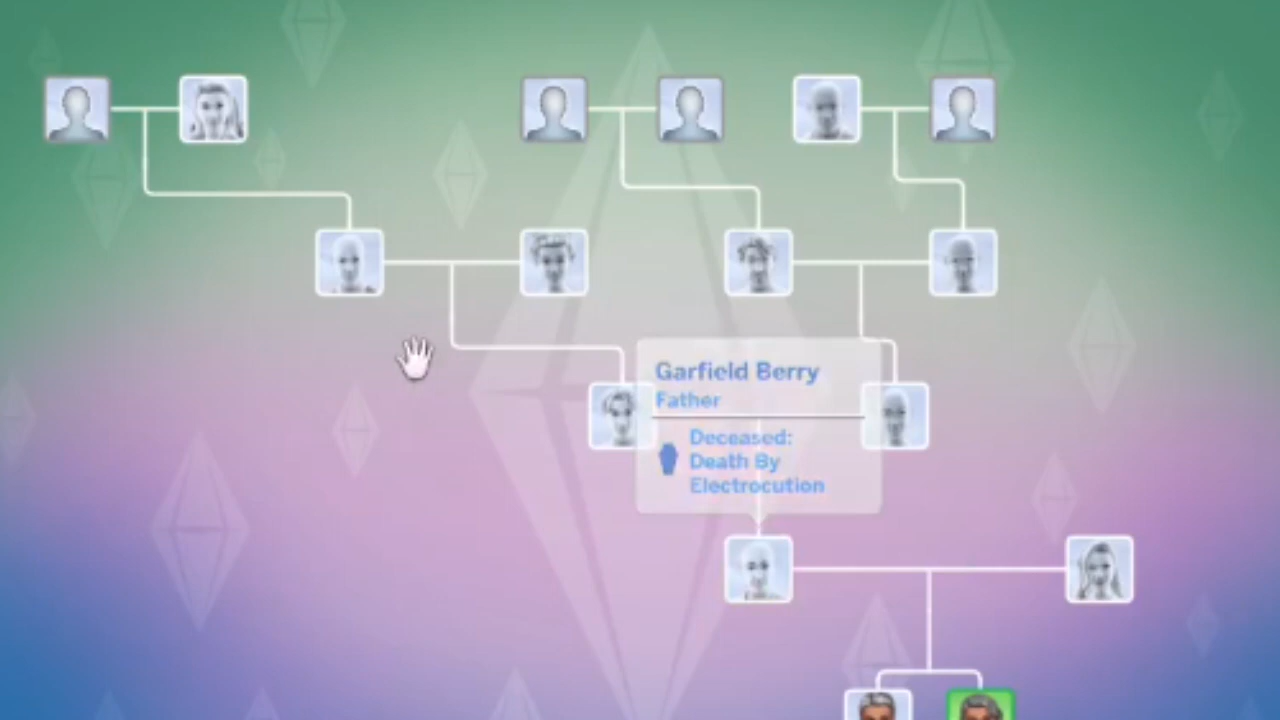 Garfield Berry
Father
Deceased:
Death By
Electrocution